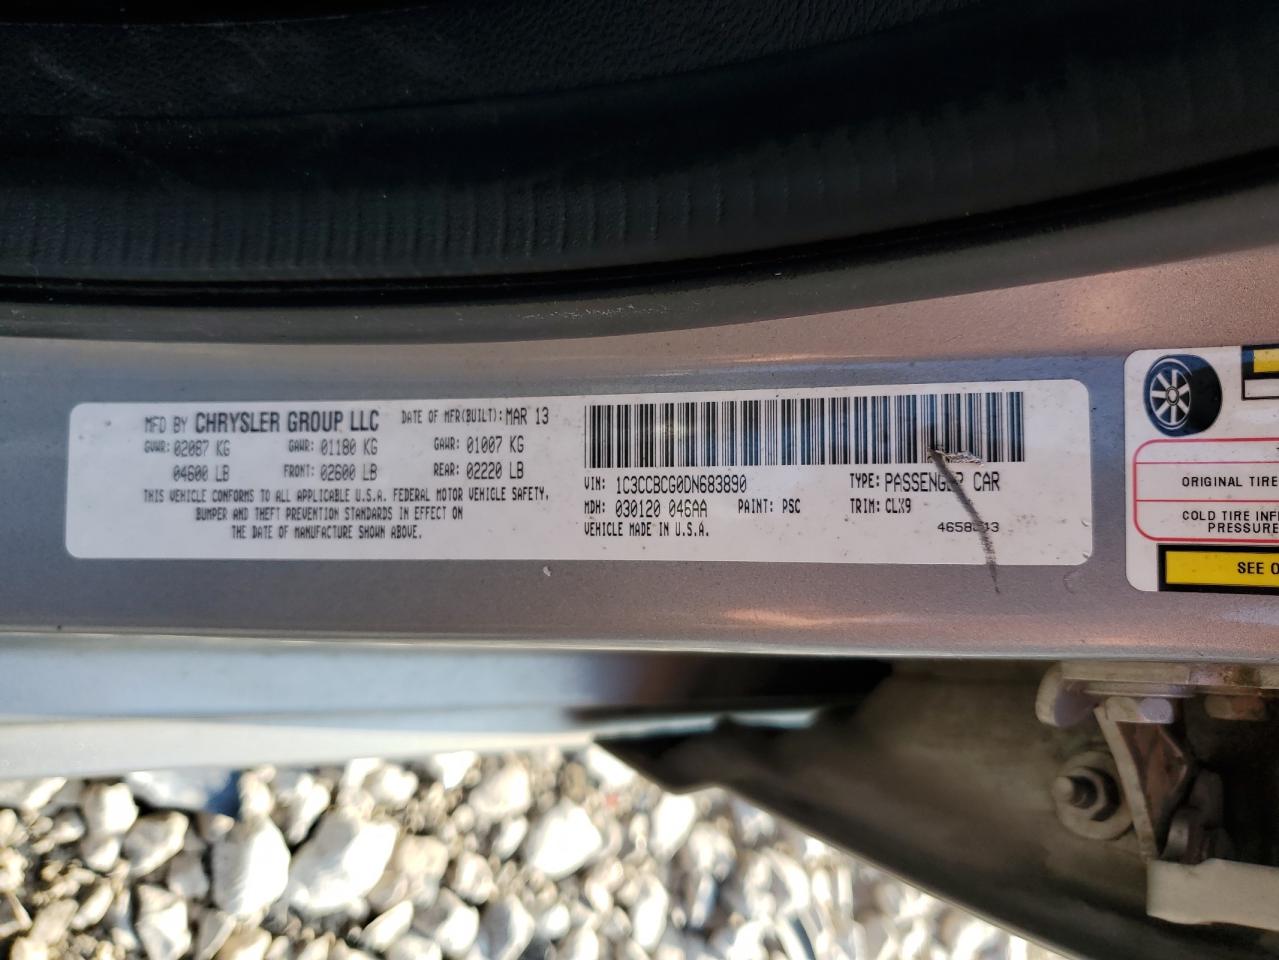 MFD BY CHRYSLER GROUP LLC DATE OF MFR(BUILT): MAR 13
GVWR: 02087 KG GAWR: 01180 KG GAWR: 01007 KG
04600 LB FRONT: 02600 LB REAR: 02220 LB
THIS VEHICLE CONFORMS TO ALL APPLICABLE U.S.A. FEDERAL MOTOR VEHICLE SAFETY,
BUMPER AND THEFT PREVENTION STANDARDS IN EFFECT ON
THE DATE OF MANUFACTURE SHOWN ABOVE.
VIN: 1C3CCBCG0DN683890 TYPE: PASSENGER CAR
MDH: 030120 046AA PAINT: PSC TRIM: CLX9
VEHICLE MADE IN U.S.A.
ORIGINAL TIRE
COLD TIRE
PRESSURE
SEE